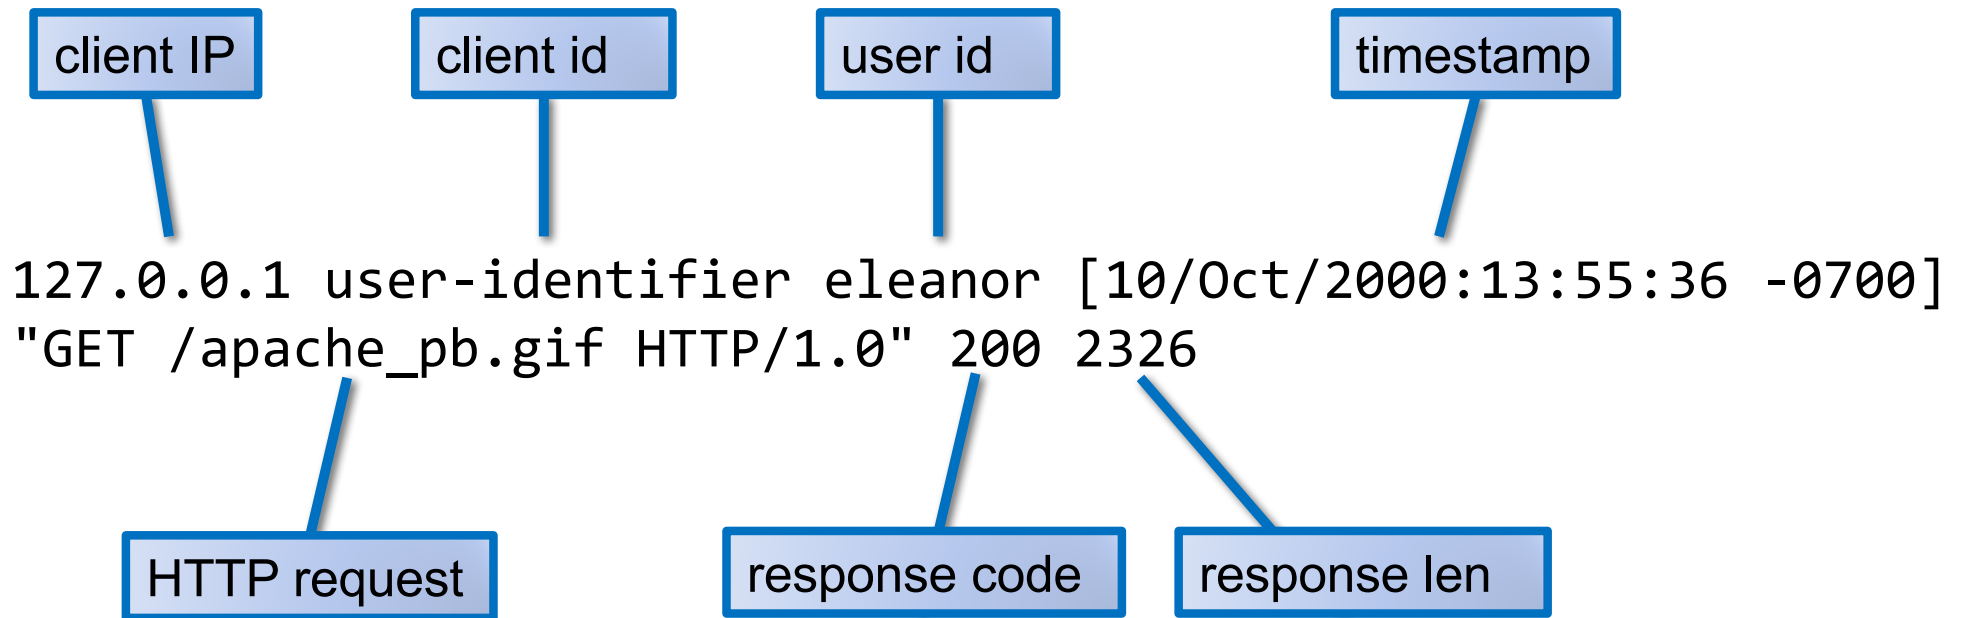 client IP
client id
user id
timestamp
127.0.0.1 user-identifier eleanor [10/Oct/2000:13:55:36 -0700]
"GET /apache_pb.gif HTTP/1.0" 200 2326
HTTP request
response code
response len